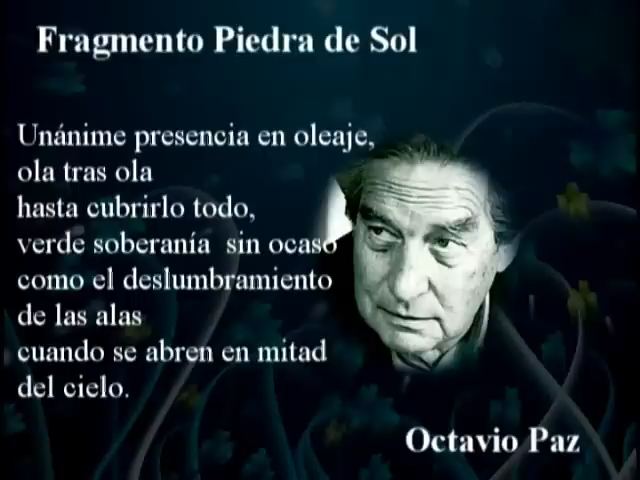 Fragmento Piedra de Sol
Unánime presencia en oleaje,
ola tras ola
hasta cubrirlo todo,
verde soberanía sin ocaso
como el deslumbramiento
de las alas
cuando se abren en mitad
del cielo.
Octavio Paz